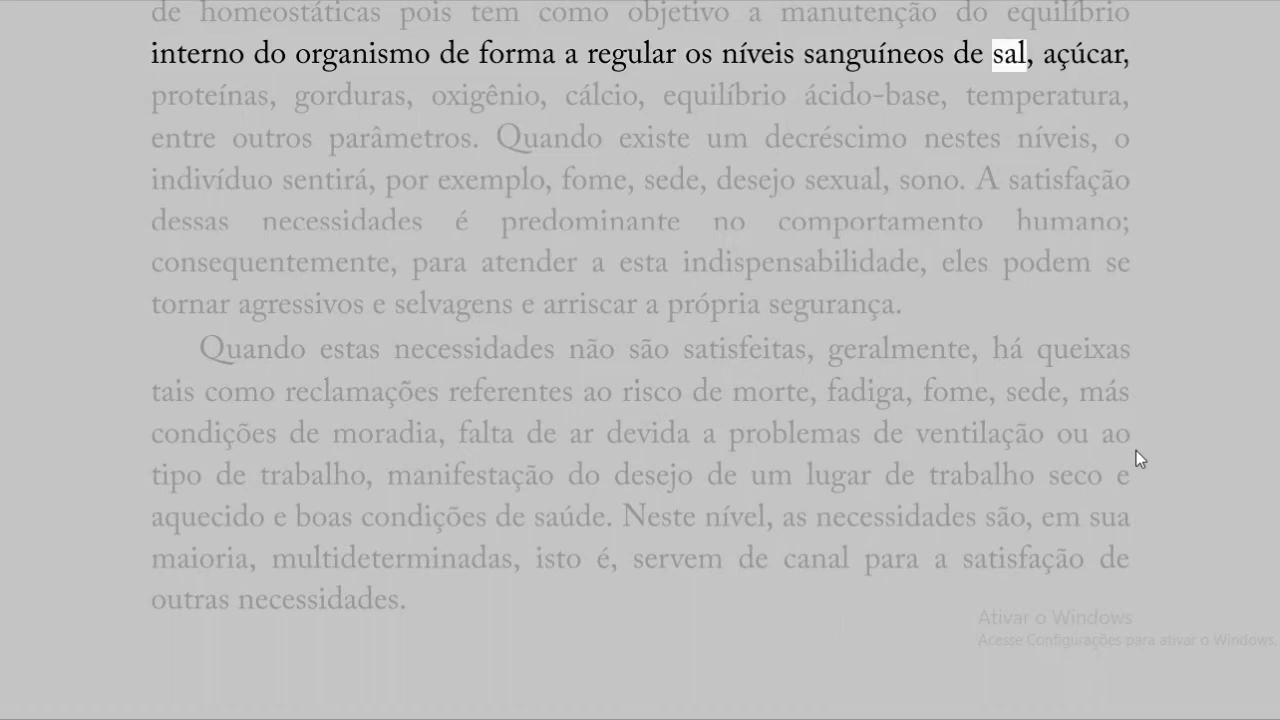 de homeostáticas pois tem como objetivo a manutenção do equilíbrio
interno do organismo de forma a regular os níveis sanguíneos de sal, açúcar,
proteínas, gorduras, oxigênio, cálcio, equilíbrio ácido-base, temperatura,
entre outros parâmetros. Quando existe um decréscimo nestes níveis, o
indivíduo sentirá, por exemplo, fome, sede, desejo sexual, sono. A satisfação
dessas necessidades é predominante no comportamento humano;
consequentemente, para atender a esta indispensabilidade, eles podem se
tornar agressivos e selvagens e arriscar a própria segurança.
Quando estas necessidades não são satisfeitas, geralmente, há queixas
tais como reclamações referentes ao risco de morte, fadiga, fome, sede, más
condições de moradia, falta de ar devida a problemas de ventilação ou ao
tipo de trabalho, manifestação do desejo de um lugar de trabalho seco e
aquecido e boas condições de saúde. Neste nível, as necessidades são, em sua
maioria, multideterminadas, isto é, servem de canal para a satisfação de
outras necessidades.
Ativar o Windows
Acesse Configurações para ativar o Windows.